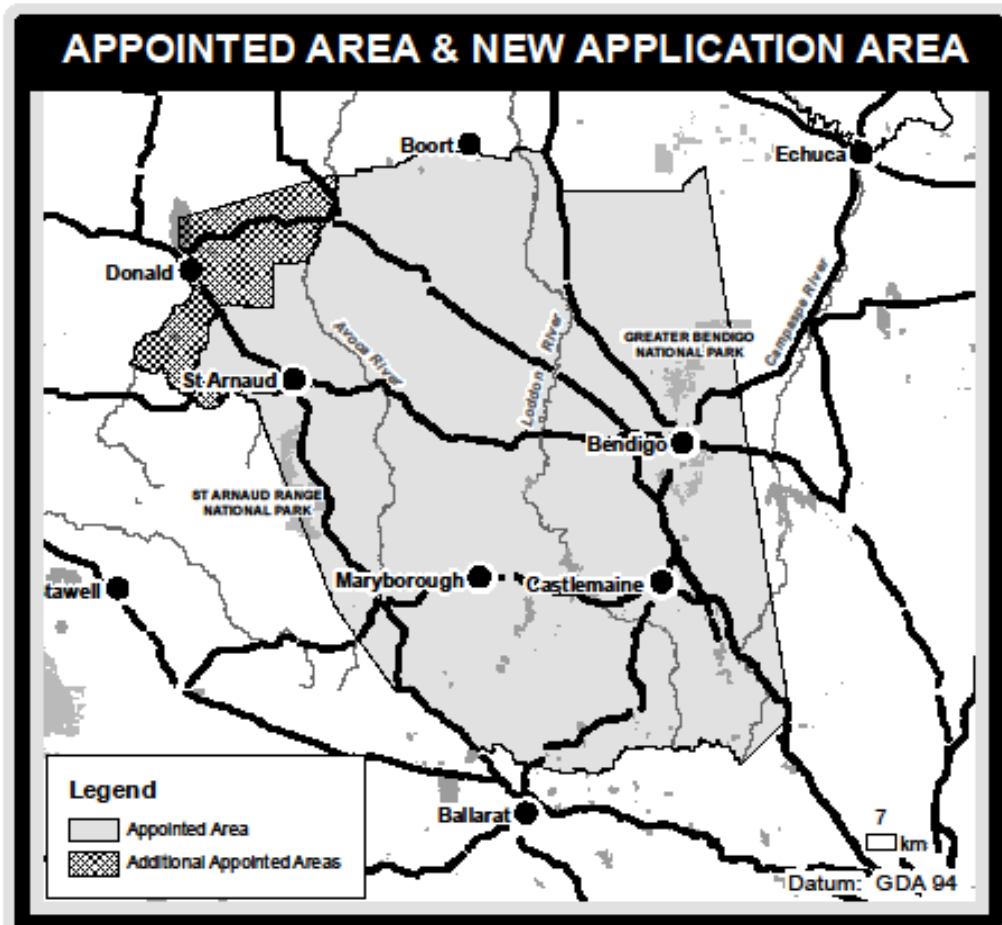 APPOINTED AREA & NEW APPLICATION AREA
Boort
Echuca
Donald
Avoca River
Loddon River
Campaspe River
GREATER BENDIGO
NATIONAL PARK
St Arnaud
Bendigo
ST ARNAUD RANGE
NATIONAL PARK
Maryborough
Castlemaine
tawell
Legend
Appointed Area
Additional Appointed Areas
Ballarat
7
km
Datum: GDA 94